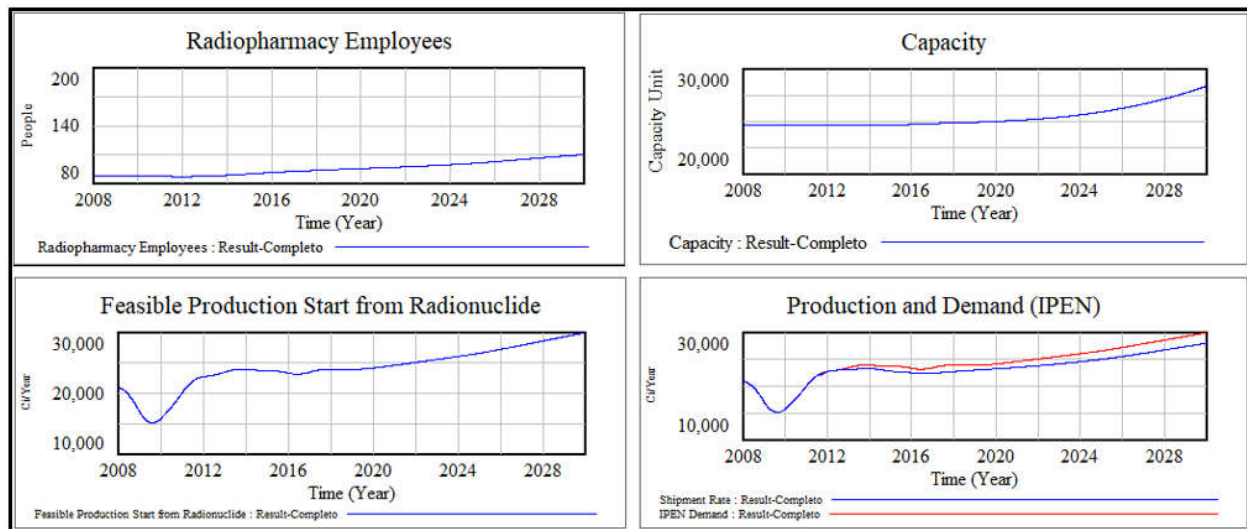 Radiopharmacy Employees
200
140
80
People
2008 2012 2016 2020 2024 2028
Time (Year)
Radiopharmacy Employees : Result-Completo
Capacity
30,000
20,000
Capacity Unit
2008 2012 2016 2020 2024 2028
Time (Year)
Capacity : Result-Completo
Feasible Production Start from Radionuclide
30,000
20,000
10,000
Ci/Year
2008 2012 2016 2020 2024 2028
Time (Year)
Feasible Production Start from Radionuclide : Result-Completo
Production and Demand (IPEN)
30,000
10,000
Ci/Year
2008 2012 2016 2020 2024 2028
Time (Year)
Shipment Rate : Result-Completo
IPEN Demand : Result-Completo